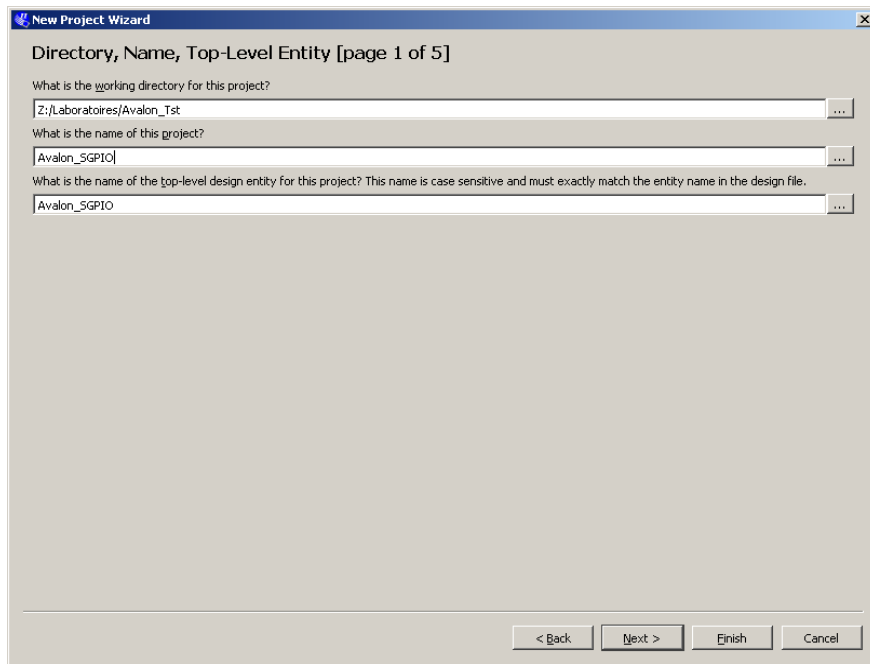 New Project Wizard
Directory, Name, Top-Level Entity [page 1 of 5]
What is the working directory for this project?
Z:/Laboratoires/Avalon_Tst
...
What is the name of this project?
Avalon_SGPIO
...
What is the name of the top-level design entity for this project? This name is case sensitive and must exactly match the entity name in the design file.
Avalon_SGPIO
...
< Back Next > Finish Cancel